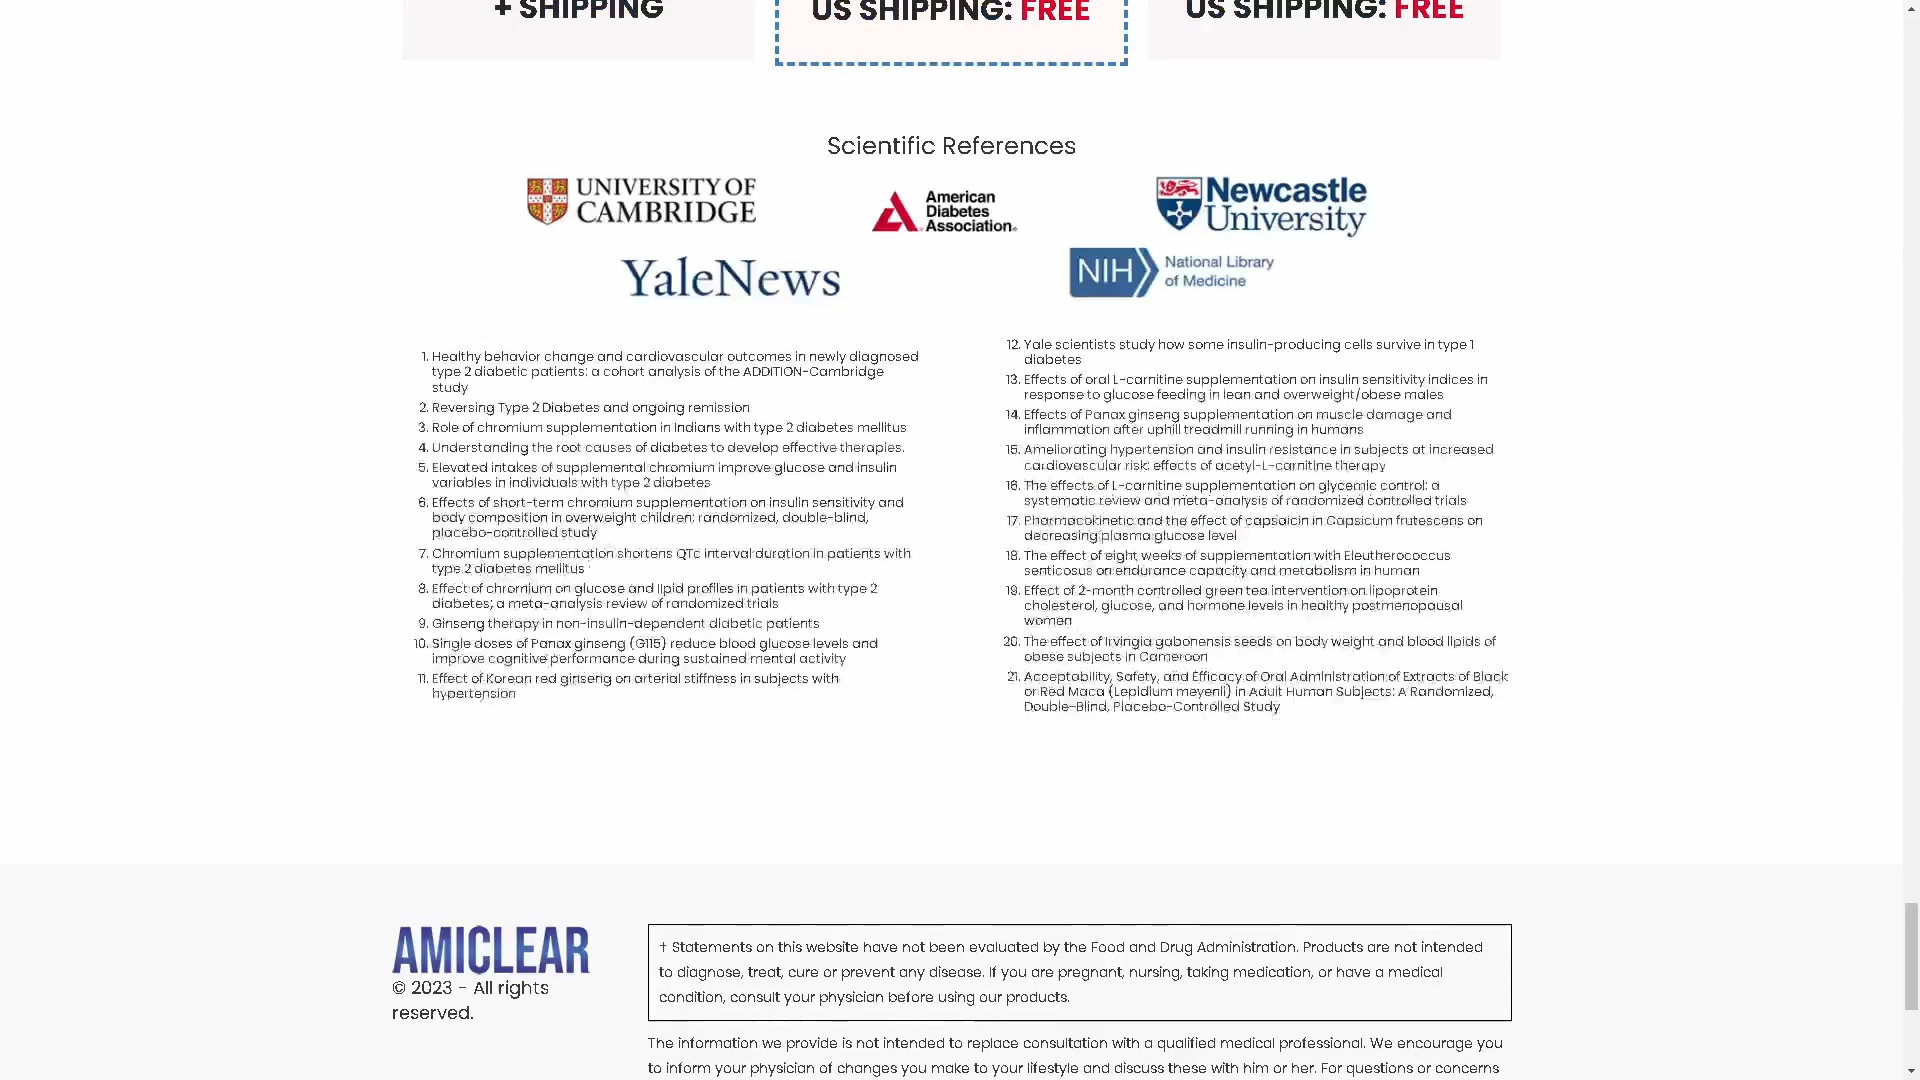 + SHIPPING
US SHIPPING: FREE
US SHIPPING: FREE
Scientific References
UNIVERSITY OF
CAMBRIDGE
American
Diabetes
Association.
Newcastle
University
YaleNews
NIH National Library
of Medicine
1. Healthy behavior change and cardiovascular outcomes in newly diagnosed
type 2 diabetic patients: a cohort analysis of the ADDITION-Cambridge
study
2. Reversing Type 2 Diabetes and ongoing remission
3. Role of chromium supplementation in Indians with type 2 diabetes mellitus
4. Understanding the root causes of diabetes to develop effective therapies.
5. Elevated intakes of supplemental chromium improve glucose and insulin
variables in individuals with type 2 diabetes
6. Effects of short-term chromium supplementation on insulin sensitivity and
body composition in overweight children: randomized, double-blind,
placebo-controlled study
7. Chromium supplementation shortens QTc interval duration in patients with
type 2 diabetes mellitus
8. Effect of chromium on glucose and lipid profiles in patients with type 2
diabetes; a meta-analysis review of randomized trials
9. Ginseng therapy in non-insulin-dependent diabetic patients
10. Single doses of Panax ginseng (G115) reduce blood glucose levels and
improve cognitive performance during sustained mental activity
11. Effect of Korean red ginseng on arterial stiffness in subjects with
hypertension
12. Yale scientists study how some insulin-producing cells survive in type 1
diabetes
13. Effects of oral L-carnitine supplementation on insulin sensitivity indices in
response to glucose feeding in lean and overweight/obese males
14. Effects of Panax ginseng supplementation on muscle damage and
inflammation after uphill treadmill running in humans
15. Ameliorating hypertension and insulin resistance in subjects at increased
cardiovascular risk: effects of acetyl-L-carnitine therapy
16. The effects of L-carnitine supplementation on glycemic control: a
systematic review and meta-analysis of randomized controlled trials
17. Pharmacokinetic and the effect of capsaicin in Capsicum frutescens on
decreasing plasma glucose level
18. The effect of eight weeks of supplementation with Eleutherococcus
senticosus on endurance capacity and metabolism in human
19. Effect of 2-month controlled green tea intervention on lipoprotein
cholesterol, glucose, and hormone levels in healthy postmenopausal
women
20. The effect of Irvingia gabonensis seeds on body weight and blood lipids of
obese subjects in Cameroon
21. Acceptability, Safety, and Efficacy of Oral Administration of Extracts of Black
or Red Maca (Lepidium meyenii) in Adult Human Subjects: A Randomized,
Double-Blind, Placebo-Controlled Study
AMICLEAR
© 2023 - All rights
reserved.
† Statements on this website have not been evaluated by the Food and Drug Administration. Products are not intended
to diagnose, treat, cure or prevent any disease. If you are pregnant, nursing, taking medication, or have a medical
condition, consult your physician before using our products.
The information we provide is not intended to replace consultation with a qualified medical professional. We encourage you
to inform your physician of changes you make to your lifestyle and discuss these with him or her. For questions or concerns